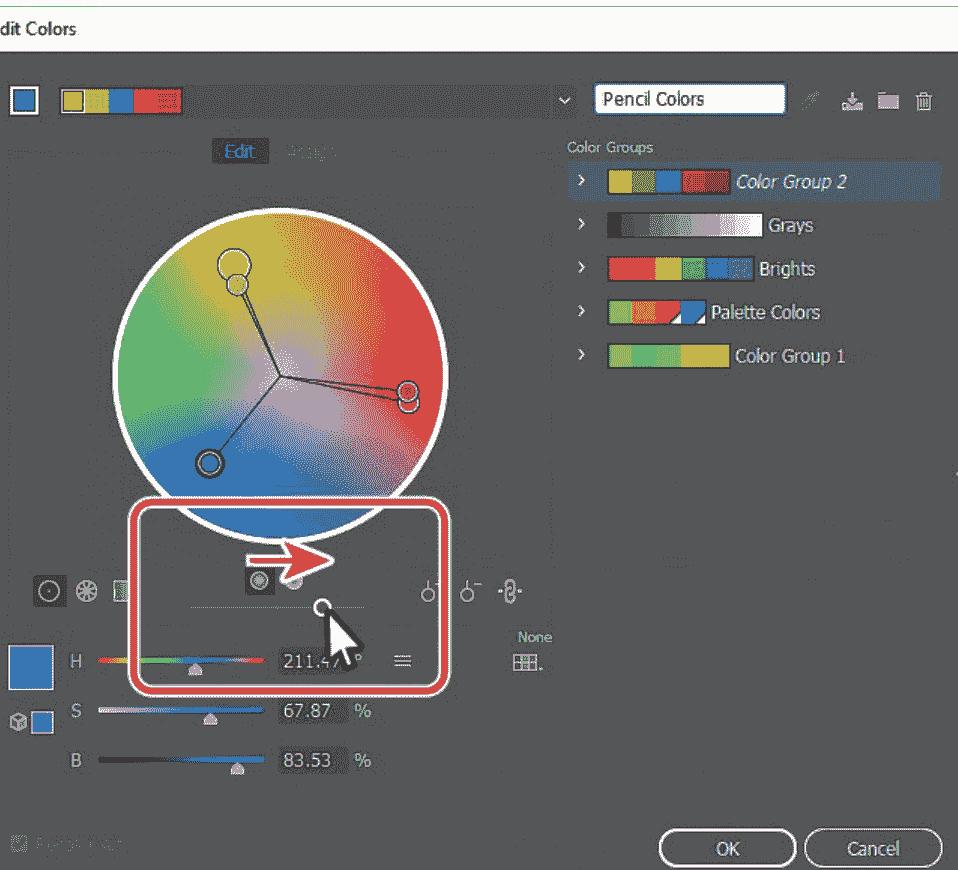 dit Colors
Pencil Colors
Edit
Color Groups
Color Group 2
Grays
Brights
Palette Colors
Color Group 1
None
H
S 67.87 %
B 83.53 %
OK Cancel